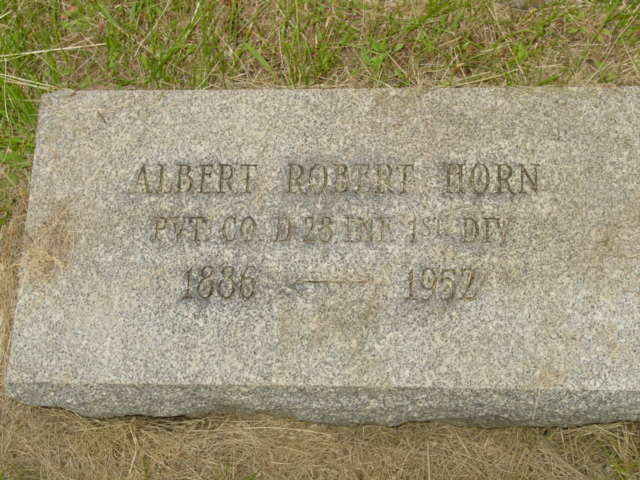 ALBERT ROBERT HORN
PVT CO D 28 INF 1ST DIV
1886 — 1952